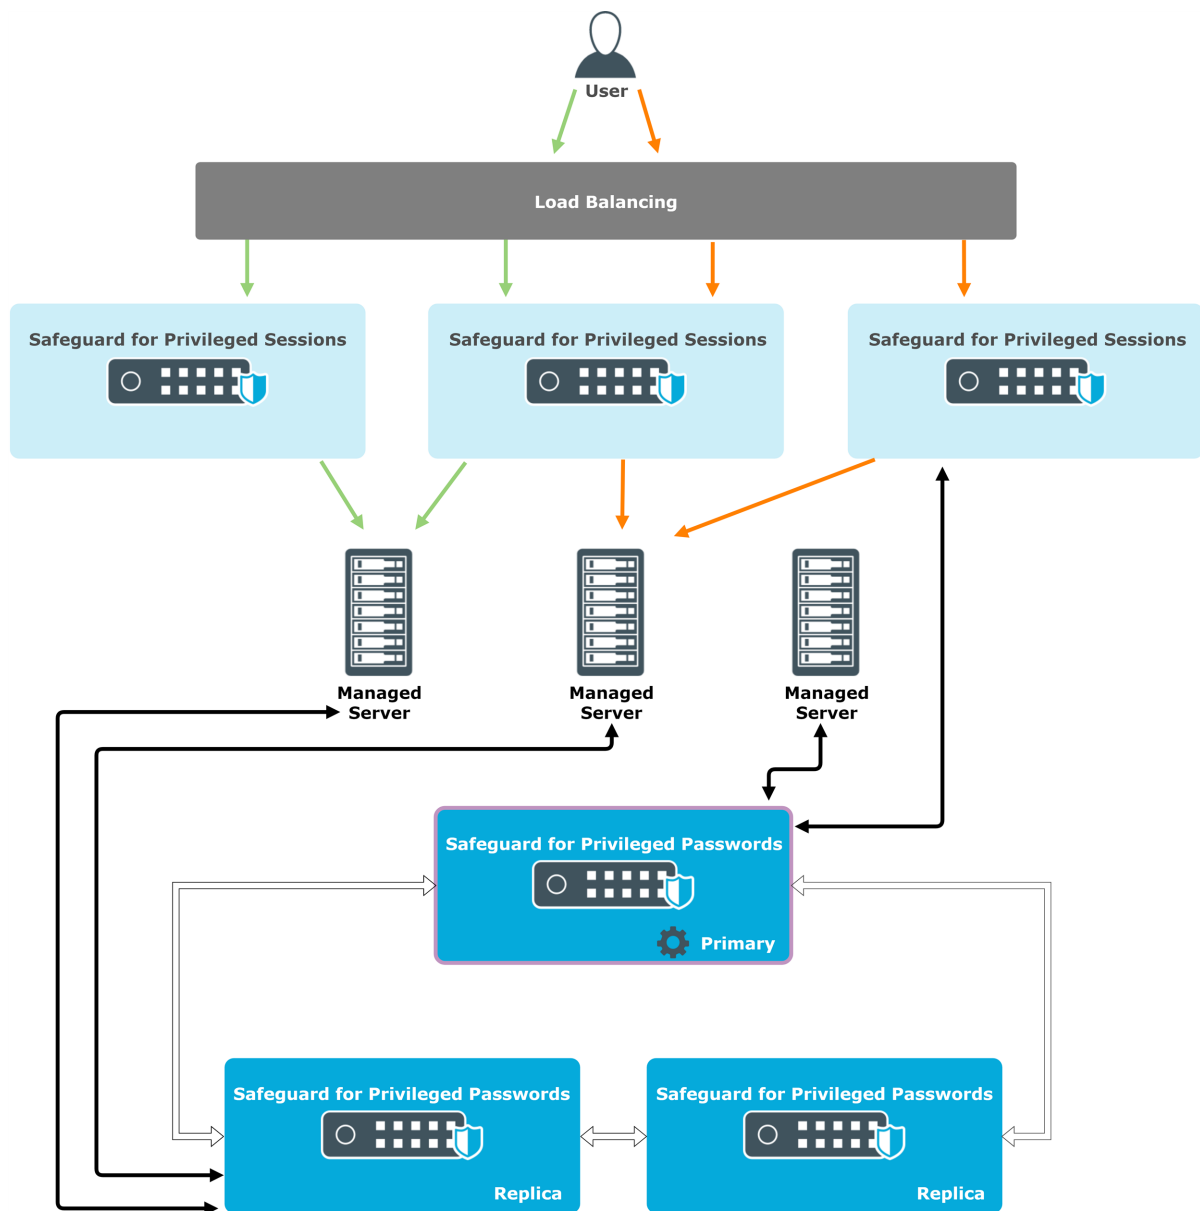 User
Load Balancing
Safeguard for Privileged Sessions
Safeguard for Privileged Sessions
Safeguard for Privileged Sessions
Managed
Server
Managed
Server
Managed
Server
Safeguard for Privileged Passwords
Primary
Safeguard for Privileged Passwords
Replica
Safeguard for Privileged Passwords
Replica